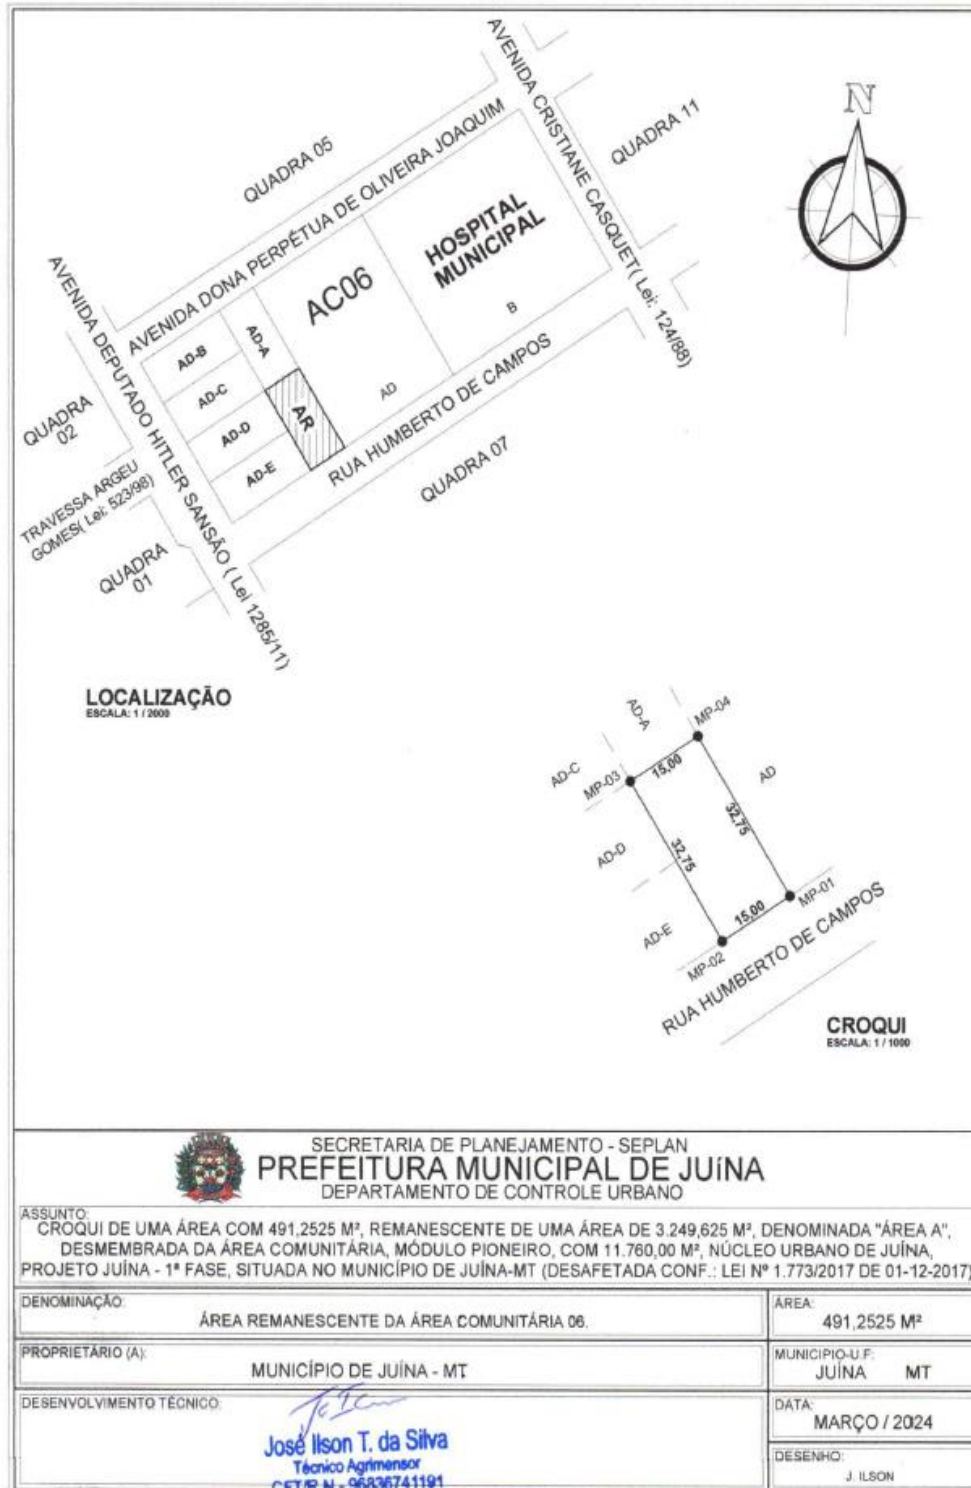 AVENIDA CRISTIANE CASQUET( Lei: 124/88)
N
QUADRA 05
QUADRA 11
AVENIDA DONA PERPÉTUA DE OLIVEIRA JOAQUIM
HOSPITAL
MUNICIPAL
AC06
B
AVENIDA DEPUTADO HITLER SANSÃO ( Lei 1285/11)
AD-B
AD-A
AD-C
AD
AR
AD-D
AD-E
RUA HUMBERTO DE CAMPOS
QUADRA
02
QUADRA 07
TRAVESSA ARGEU
GOMES( Lei: 523/98)
QUADRA
01
LOCALIZAÇÃO
ESCALA: 1 / 2000
AD-A
MP-04
AD-C
MP-03
15,00
AD
32,75
32,75
AD-D
MP-01
15,00
AD-E
MP-02
RUA HUMBERTO DE CAMPOS
CROQUI
ESCALA: 1 / 1000
SECRETARIA DE PLANEJAMENTO - SEPLAN
PREFEITURA MUNICIPAL DE JUíNA
DEPARTAMENTO DE CONTROLE URBANO
ASSUNTO:
CROQUI DE UMA ÁREA COM 491,2525 M², REMANESCENTE DE UMA ÁREA DE 3.249,625 M², DENOMINADA "ÁREA A",
DESMEMBRADA DA ÁREA COMUNITÁRIA, MÓDULO PIONEIRO, COM 11.760,00 M², NÚCLEO URBANO DE JUÍNA,
PROJETO JUÍNA - 1ª FASE, SITUADA NO MUNICÍPIO DE JUÍNA-MT (DESAFETADA CONF.: LEI Nº 1.773/2017 DE 01-12-2017)
DENOMINAÇÃO:
ÁREA REMANESCENTE DA ÁREA COMUNITÁRIA 06.
ÁREA:
491,2525 M²
PROPRIETÁRIO (A):
MUNICÍPIO DE JUÍNA - MT
MUNICIPIO-U.F:
JUÍNA MT
DESENVOLVIMENTO TÉCNICO:
José Ilson T. da Silva
Técnico Agrimensor
CFT/R.N - 96836741191
DATA:
MARÇO / 2024
DESENHO:
J. ILSON